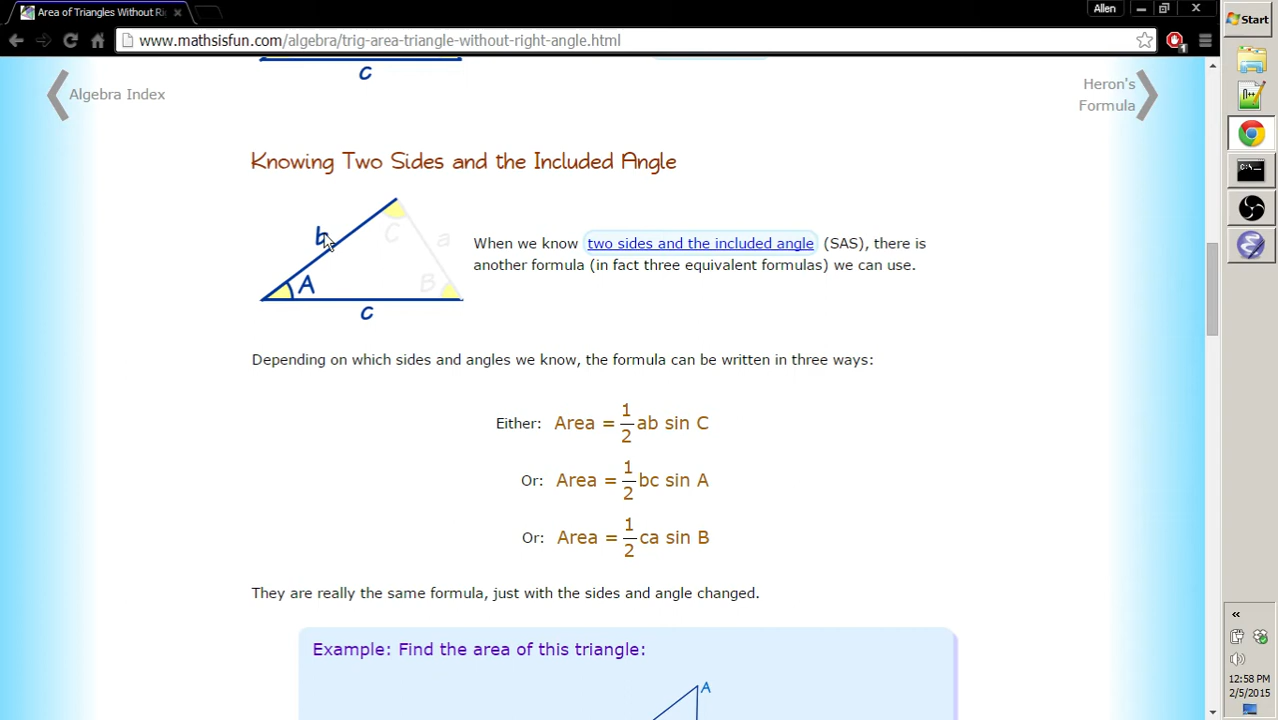 Area of Triangles Without Ri
Allen
Start
www.mathsisfun.com/algebra/trig-area-triangle-without-right-angle.html
1
c
Algebra Index
Heron's
Formula
Knowing Two Sides and the Included Angle
b
C
a
A
B
c
When we know two sides and the included angle (SAS), there is
another formula (in fact three equivalent formulas) we can use.
Depending on which sides and angles we know, the formula can be written in three ways:
Either: Area = 1/2 ab sin C
Or: Area = 1/2 bc sin A
Or: Area = 1/2 ca sin B
They are really the same formula, just with the sides and angle changed.
Example: Find the area of this triangle:
A
12:58 PM
2/5/2015